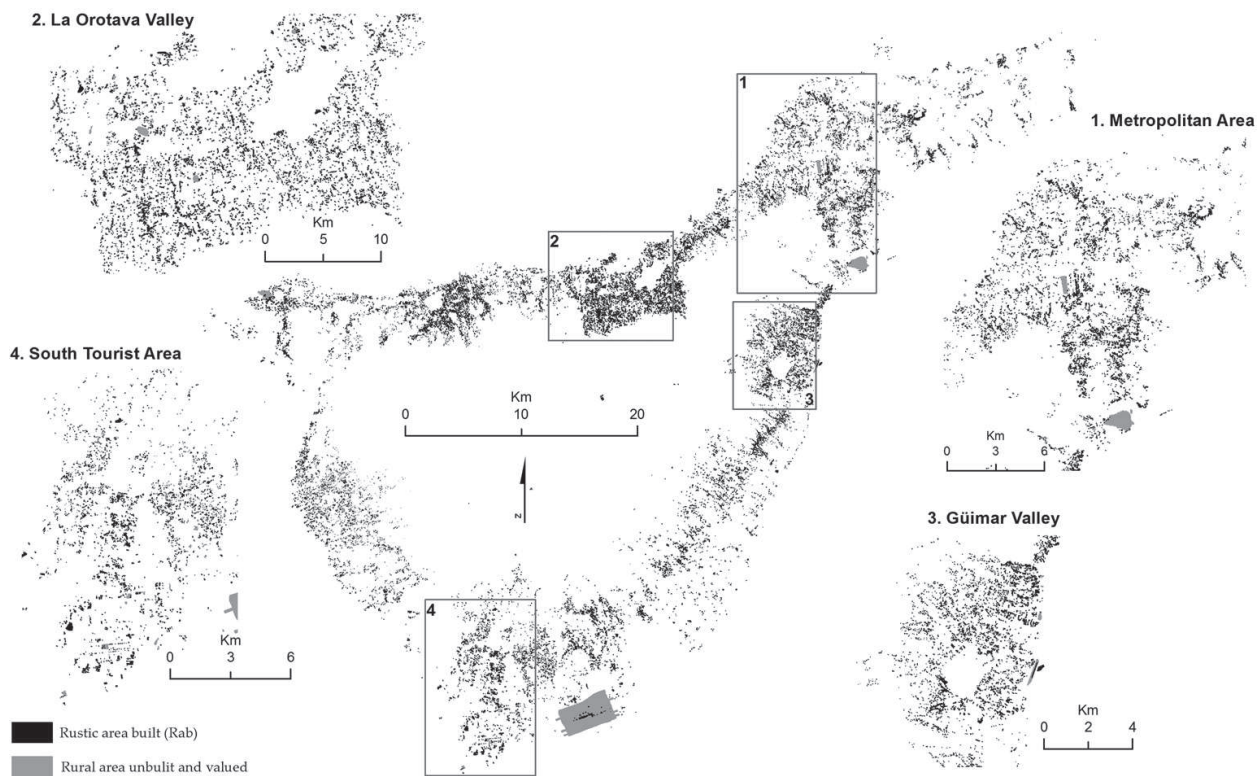 2. La Orotava Valley
1
1. Metropolitan Area
Km
0 5 10
2
4. South Tourist Area
Km
0 10 20
3
N
Km
0 3 6
3. Güimar Valley
4
Km
0 3 6
Km
0 2 4
Rustic area built (Rab)
Rural area unbulit and valued